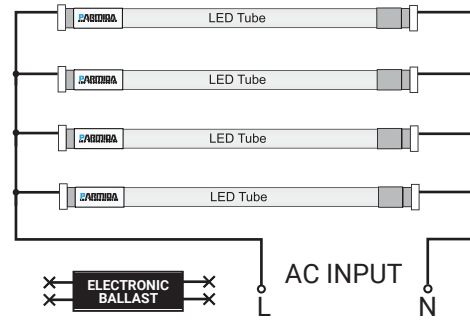 LED Tube
LED Tube
LED Tube
LED Tube
ELECTRONIC
BALLAST
AC INPUT
L
N